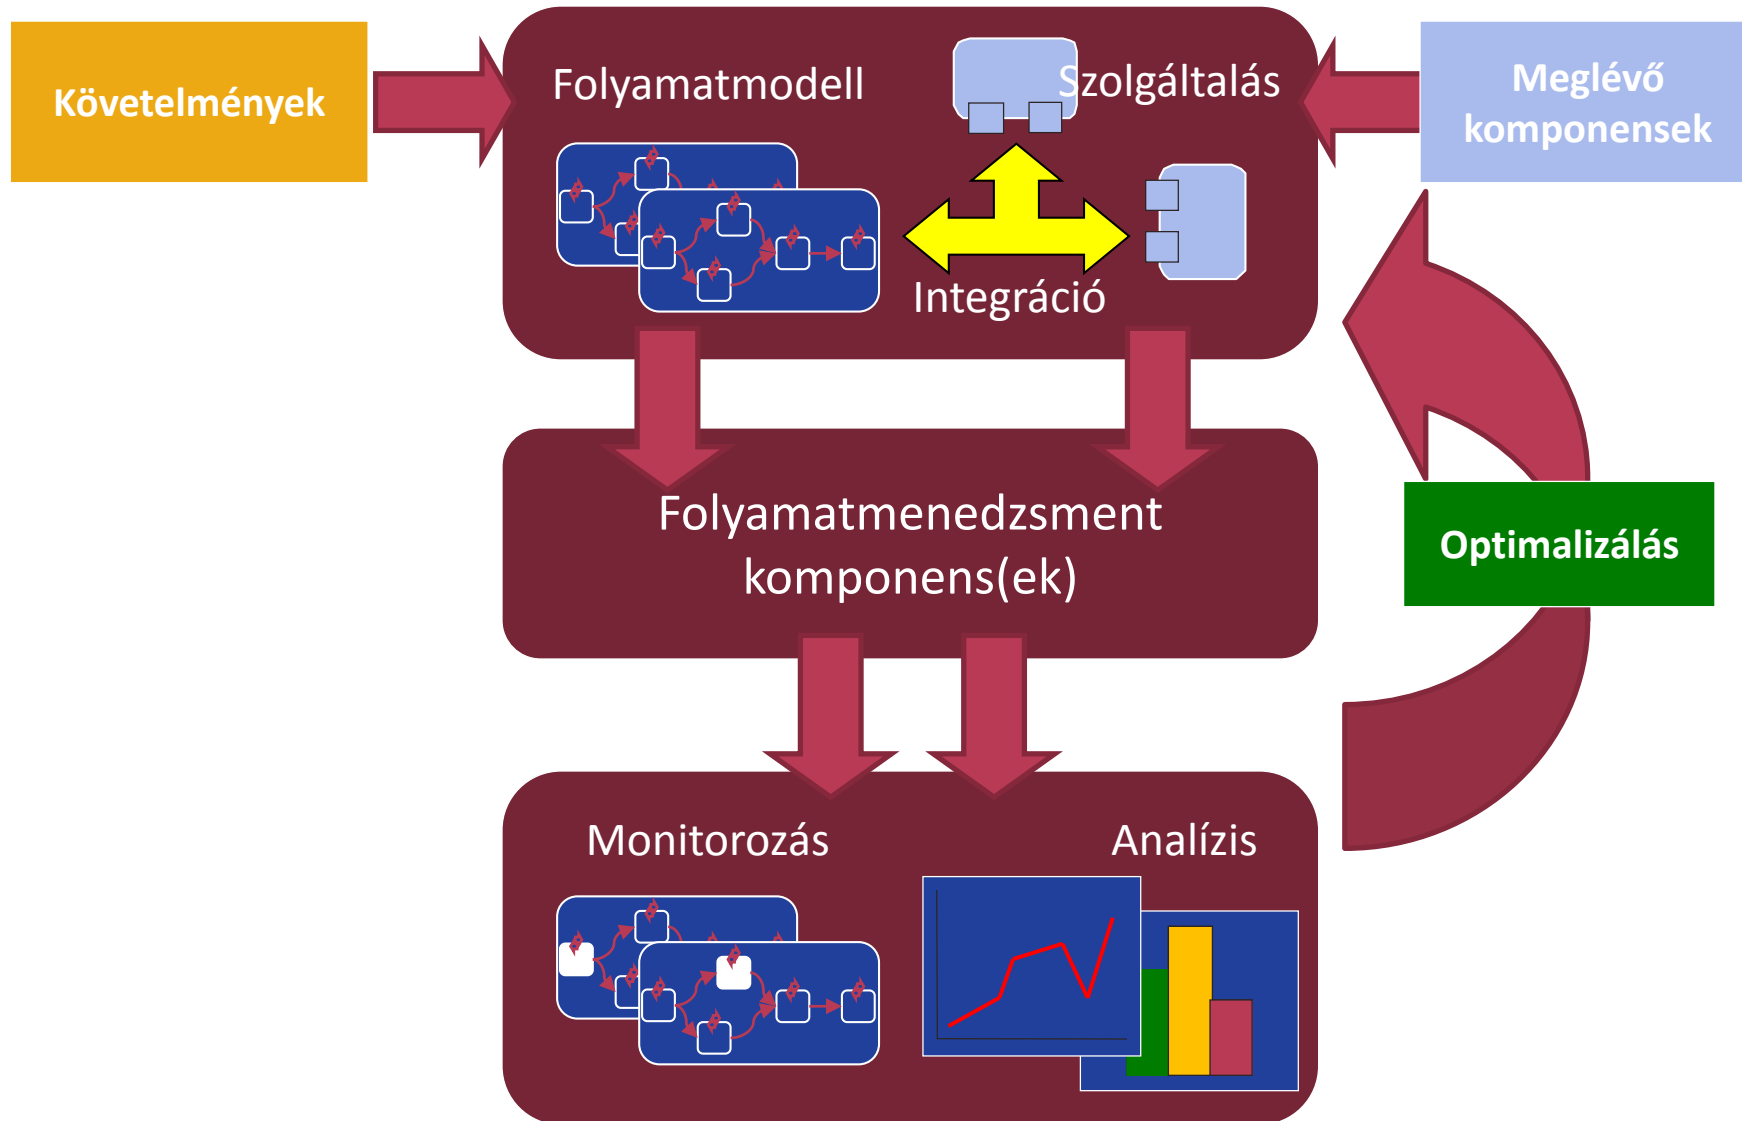 Követelmények
Folyamatmodell
Szolgáltalás
Meglévő
komponensek
Integráció
Folyamatmenedzsment
komponens(ek)
Optimalizálás
Monitorozás
Analízis